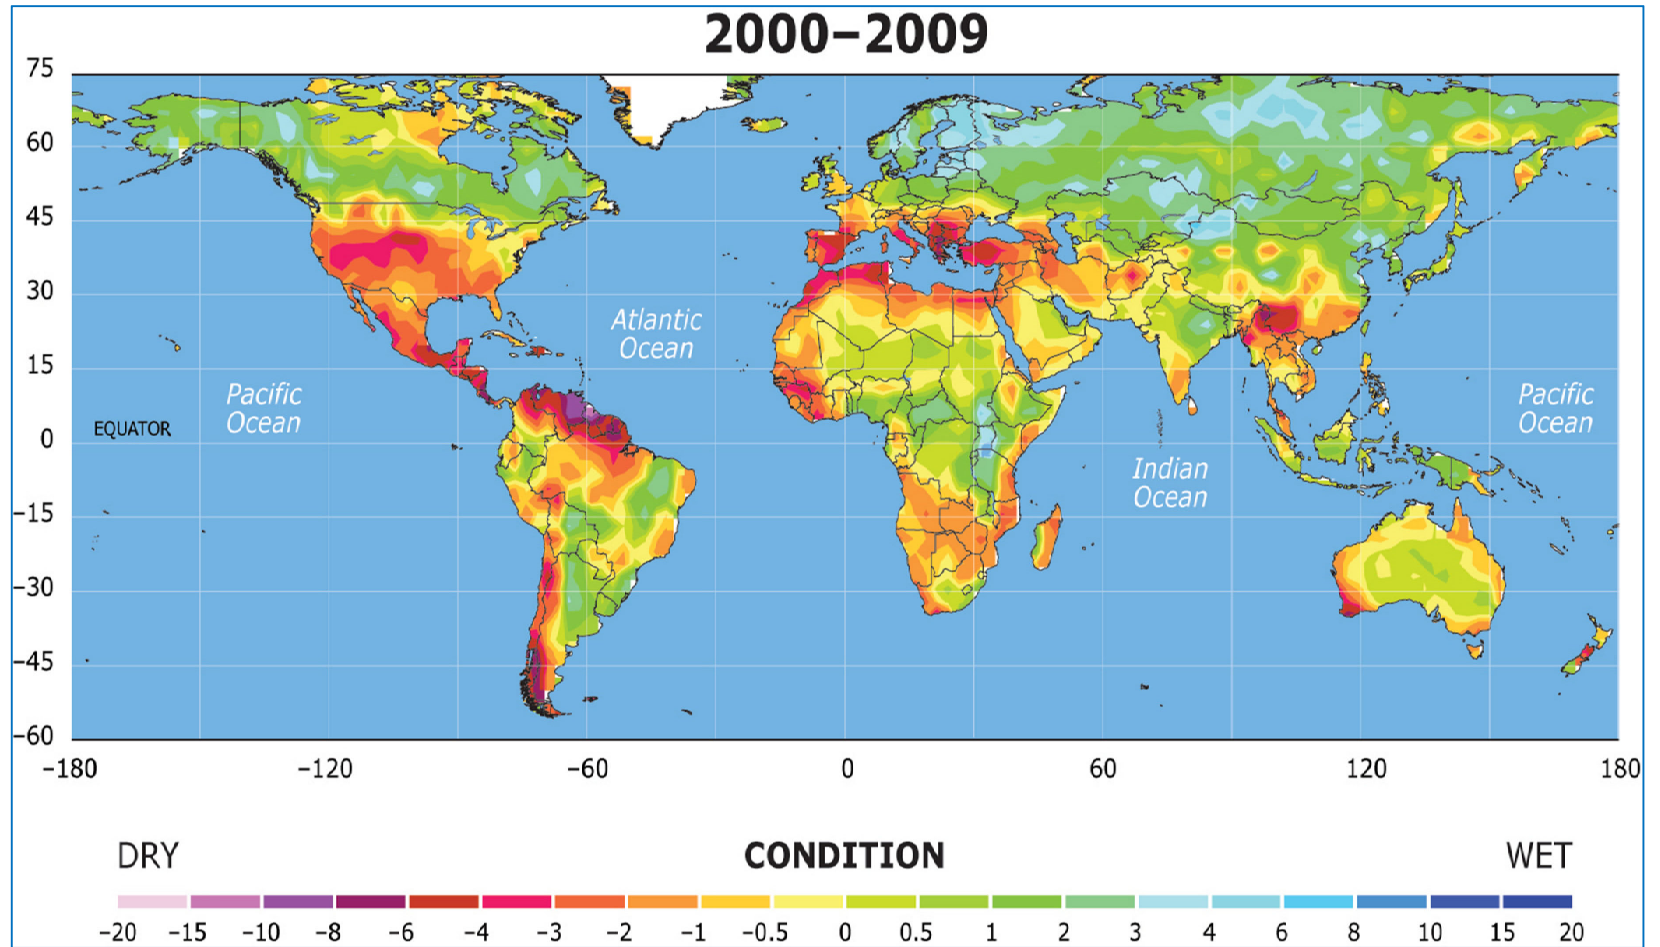 2000–2009
75
60
45
30
15
0
−15
−30
−45
−60
Atlantic
Ocean
Pacific
Ocean
EQUATOR
Indian
Ocean
Pacific
Ocean
−180 −120 −60 0 60 120 180
DRY CONDITION WET
−20 −15 −10 −8 −6 −4 −3 −2 −1 −0.5 0 0.5 1 2 3 4 6 8 10 15 20